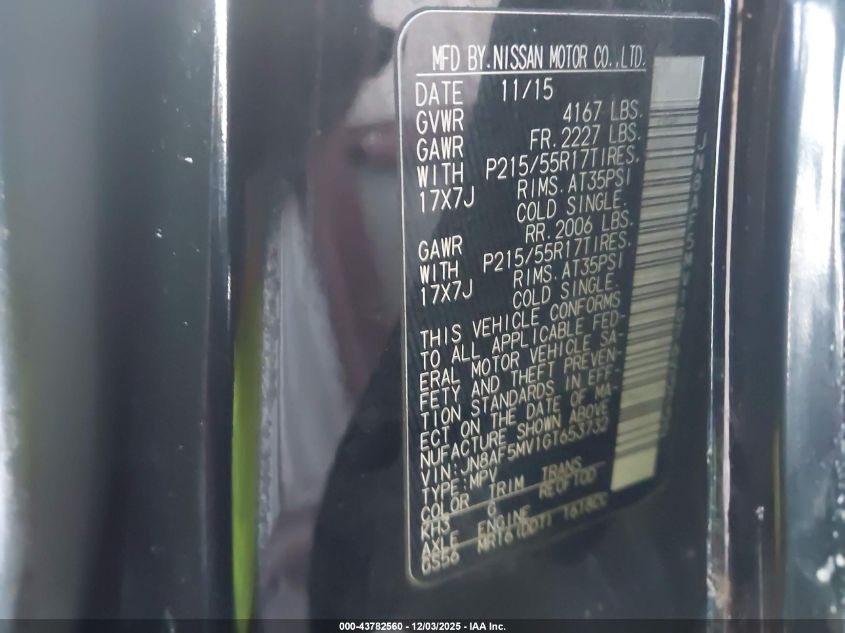 MFD BY.NISSAN MOTOR CO.,LTD.
DATE 11/15
GVWR 4167 LBS.
GAWR FR.2227 LBS.
WITH P215/55R17TIRES.
17X7J RIMS.AT35PSI
COLD SINGLE.
GAWR RR.2006 LBS.
WITH P215/55R17TIRES.
17X7J RIMS.AT35PSI
COLD SINGLE.
THIS VEHICLE CONFORMS
TO ALL APPLICABLE FED-
ERAL MOTOR VEHICLE SA-
FETY AND THEFT PREVEN-
TION STANDARDS IN EFF-
ECT ON THE DATE OF MA-
NUFACTURE SHOWN ABOVE
VIN:JN8AF5MV1GT653732
TYPE:MPV
COLOR TRIM TRANS
KH3 G
AXLE ENGINE
GS56 1618CC
000-43782560 - 12/03/2025 - IAA Inc.